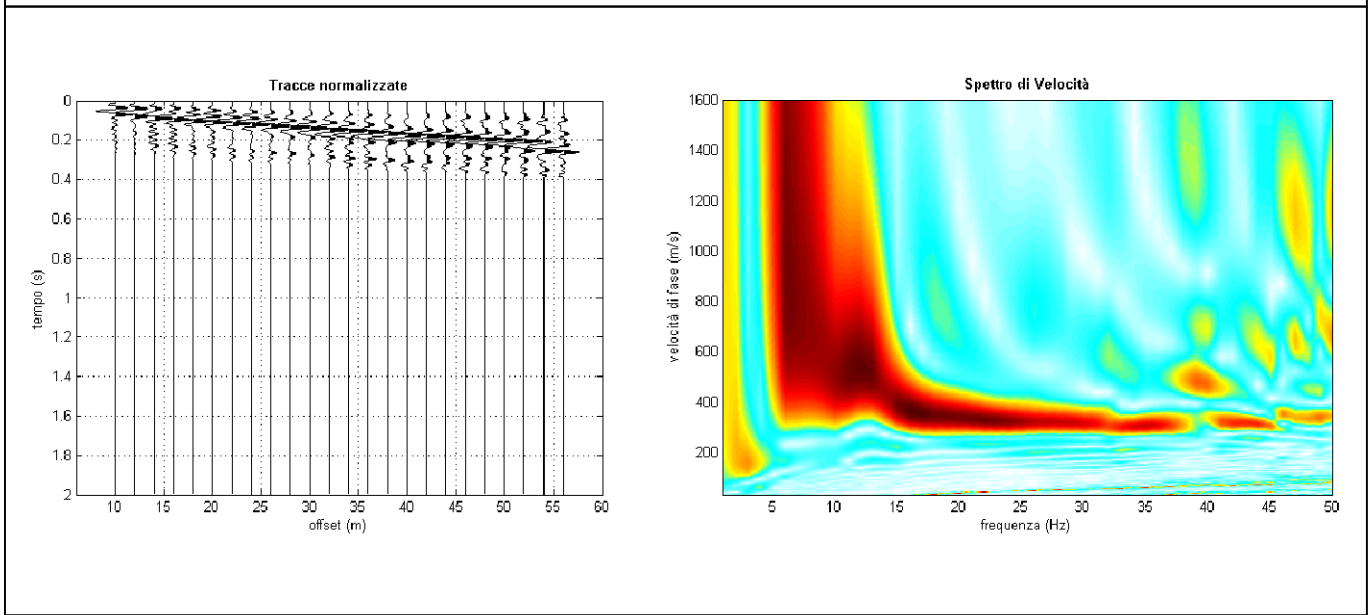 Tracce normalizzate
0
0.2
0.4
0.6
0.8
1
1.2
1.4
1.6
1.8
2
tempo (s)
10 15 20 25 30 35 40 45 50 55 60
offset (m)
Spettro di Velocità
1600
1400
1200
1000
800
600
400
200
velocità di fase (m/s)
5 10 15 20 25 30 35 40 45 50
frequenza (Hz)